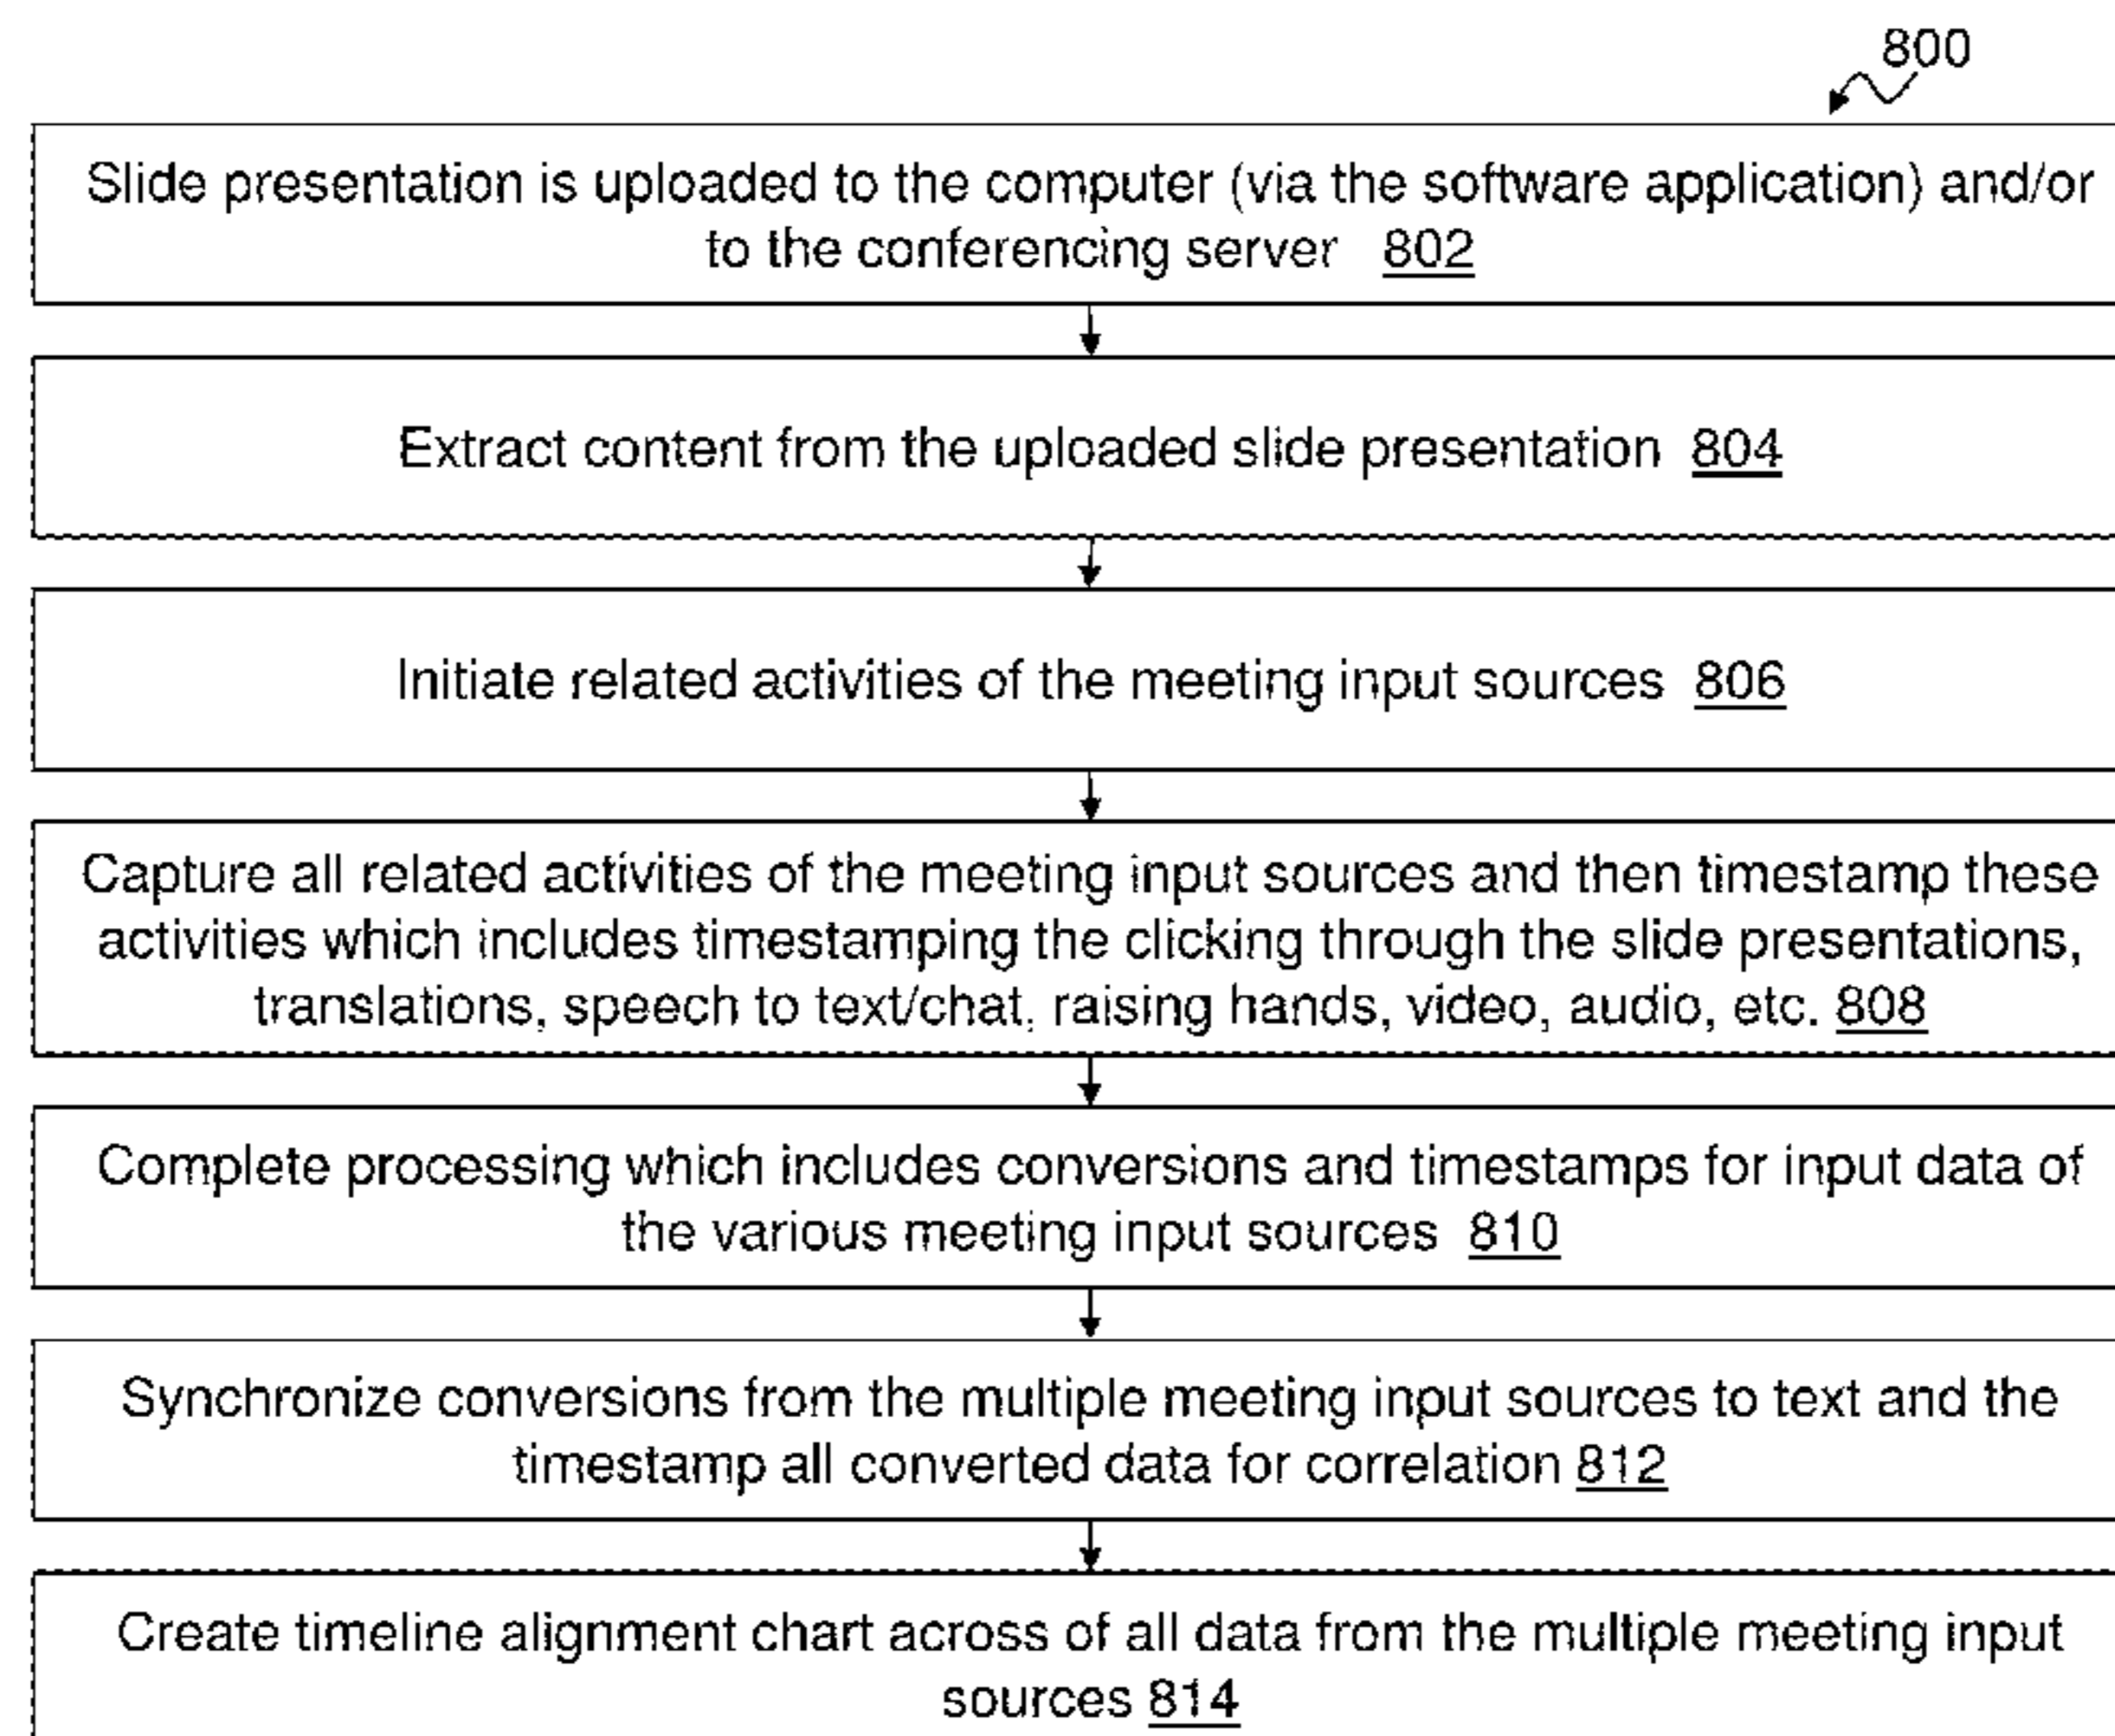 800
Slide presentation is uploaded to the computer (via the software application) and/or
to the conferencing server 802
Extract content from the uploaded slide presentation 804
Initiate related activities of the meeting input sources 806
Capture all related activities of the meeting input sources and then timestamp these
activities which includes timestamping the clicking through the slide presentations,
translations, speech to text/chat, raising hands, video, audio, etc. 808
Complete processing which includes conversions and timestamps for input data of
the various meeting input sources 810
Synchronize conversions from the multiple meeting input sources to text and the
timestamp all converted data for correlation 812
Create timeline alignment chart across of all data from the multiple meeting input
sources 814